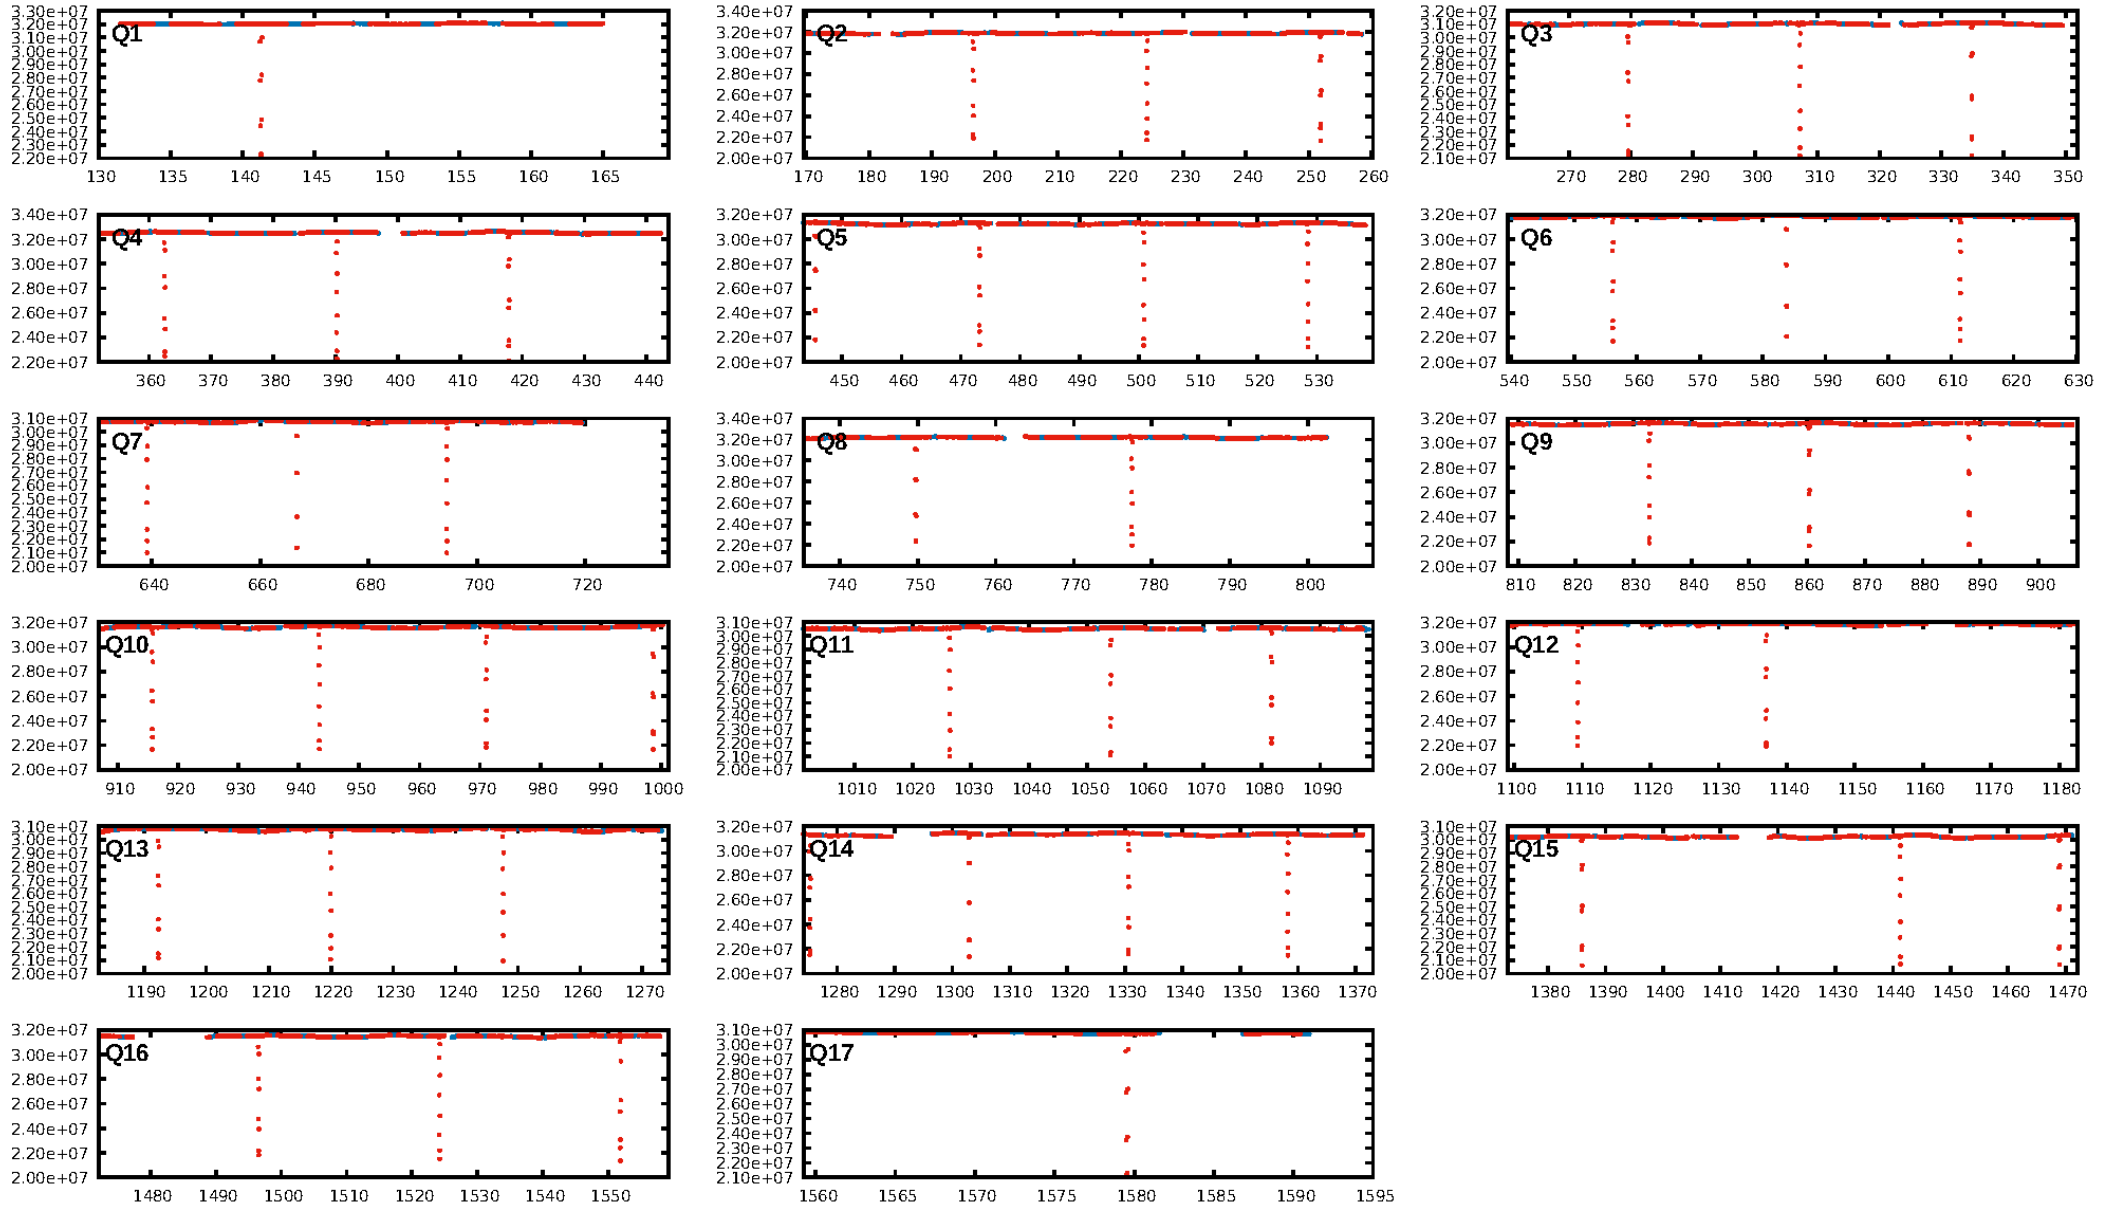 3.30e+07
3.20e+07
3.10e+07
3.00e+07
2.90e+07
2.80e+07
2.70e+07
2.60e+07
2.50e+07
2.40e+07
2.30e+07
2.20e+07
Q1
130 135 140 145 150 155 160 165
3.40e+07
3.20e+07
3.00e+07
2.80e+07
2.60e+07
2.40e+07
2.20e+07
2.00e+07
Q2
170 180 190 200 210 220 230 240 250 260
3.20e+07
3.10e+07
3.00e+07
2.90e+07
2.80e+07
2.70e+07
2.60e+07
2.50e+07
2.40e+07
2.30e+07
2.20e+07
2.10e+07
Q3
270 280 290 300 310 320 330 340 350
3.40e+07
3.20e+07
3.00e+07
2.80e+07
2.60e+07
2.40e+07
2.20e+07
Q4
360 370 380 390 400 410 420 430 440
3.20e+07
3.00e+07
2.80e+07
2.60e+07
2.40e+07
2.20e+07
2.00e+07
Q5
450 460 470 480 490 500 510 520 530
3.20e+07
3.00e+07
2.80e+07
2.60e+07
2.40e+07
2.20e+07
2.00e+07
Q6
540 550 560 570 580 590 600 610 620 630
3.10e+07
3.00e+07
2.90e+07
2.80e+07
2.70e+07
2.60e+07
2.50e+07
2.40e+07
2.30e+07
2.20e+07
2.10e+07
2.00e+07
Q7
640 660 680 700 720
3.40e+07
3.20e+07
3.00e+07
2.80e+07
2.60e+07
2.40e+07
2.20e+07
2.00e+07
Q8
740 750 760 770 780 790 800
3.20e+07
3.00e+07
2.80e+07
2.60e+07
2.40e+07
2.20e+07
2.00e+07
Q9
810 820 830 840 850 860 870 880 890 900
3.20e+07
3.00e+07
2.80e+07
2.60e+07
2.40e+07
2.20e+07
2.00e+07
Q10
910 920 930 940 950 960 970 980 990 1000
3.10e+07
3.00e+07
2.90e+07
2.80e+07
2.70e+07
2.60e+07
2.50e+07
2.40e+07
2.30e+07
2.20e+07
2.10e+07
2.00e+07
Q11
1010 1020 1030 1040 1050 1060 1070 1080 1090
3.20e+07
3.00e+07
2.80e+07
2.60e+07
2.40e+07
2.20e+07
2.00e+07
Q12
1100 1110 1120 1130 1140 1150 1160 1170 1180
3.10e+07
3.00e+07
2.90e+07
2.80e+07
2.70e+07
2.60e+07
2.50e+07
2.40e+07
2.30e+07
2.20e+07
2.10e+07
2.00e+07
Q13
1190 1200 1210 1220 1230 1240 1250 1260 1270
3.20e+07
3.00e+07
2.80e+07
2.60e+07
2.40e+07
2.20e+07
2.00e+07
Q14
1280 1290 1300 1310 1320 1330 1340 1350 1360 1370
3.10e+07
3.00e+07
2.90e+07
2.80e+07
2.70e+07
2.60e+07
2.50e+07
2.40e+07
2.30e+07
2.20e+07
2.10e+07
2.00e+07
Q15
1380 1390 1400 1410 1420 1430 1440 1450 1460 1470
3.20e+07
3.00e+07
2.80e+07
2.60e+07
2.40e+07
2.20e+07
2.00e+07
Q16
1480 1490 1500 1510 1520 1530 1540 1550
3.10e+07
3.00e+07
2.90e+07
2.80e+07
2.70e+07
2.60e+07
2.50e+07
2.40e+07
2.30e+07
2.20e+07
2.10e+07
Q17
1560 1565 1570 1575 1580 1585 1590 1595